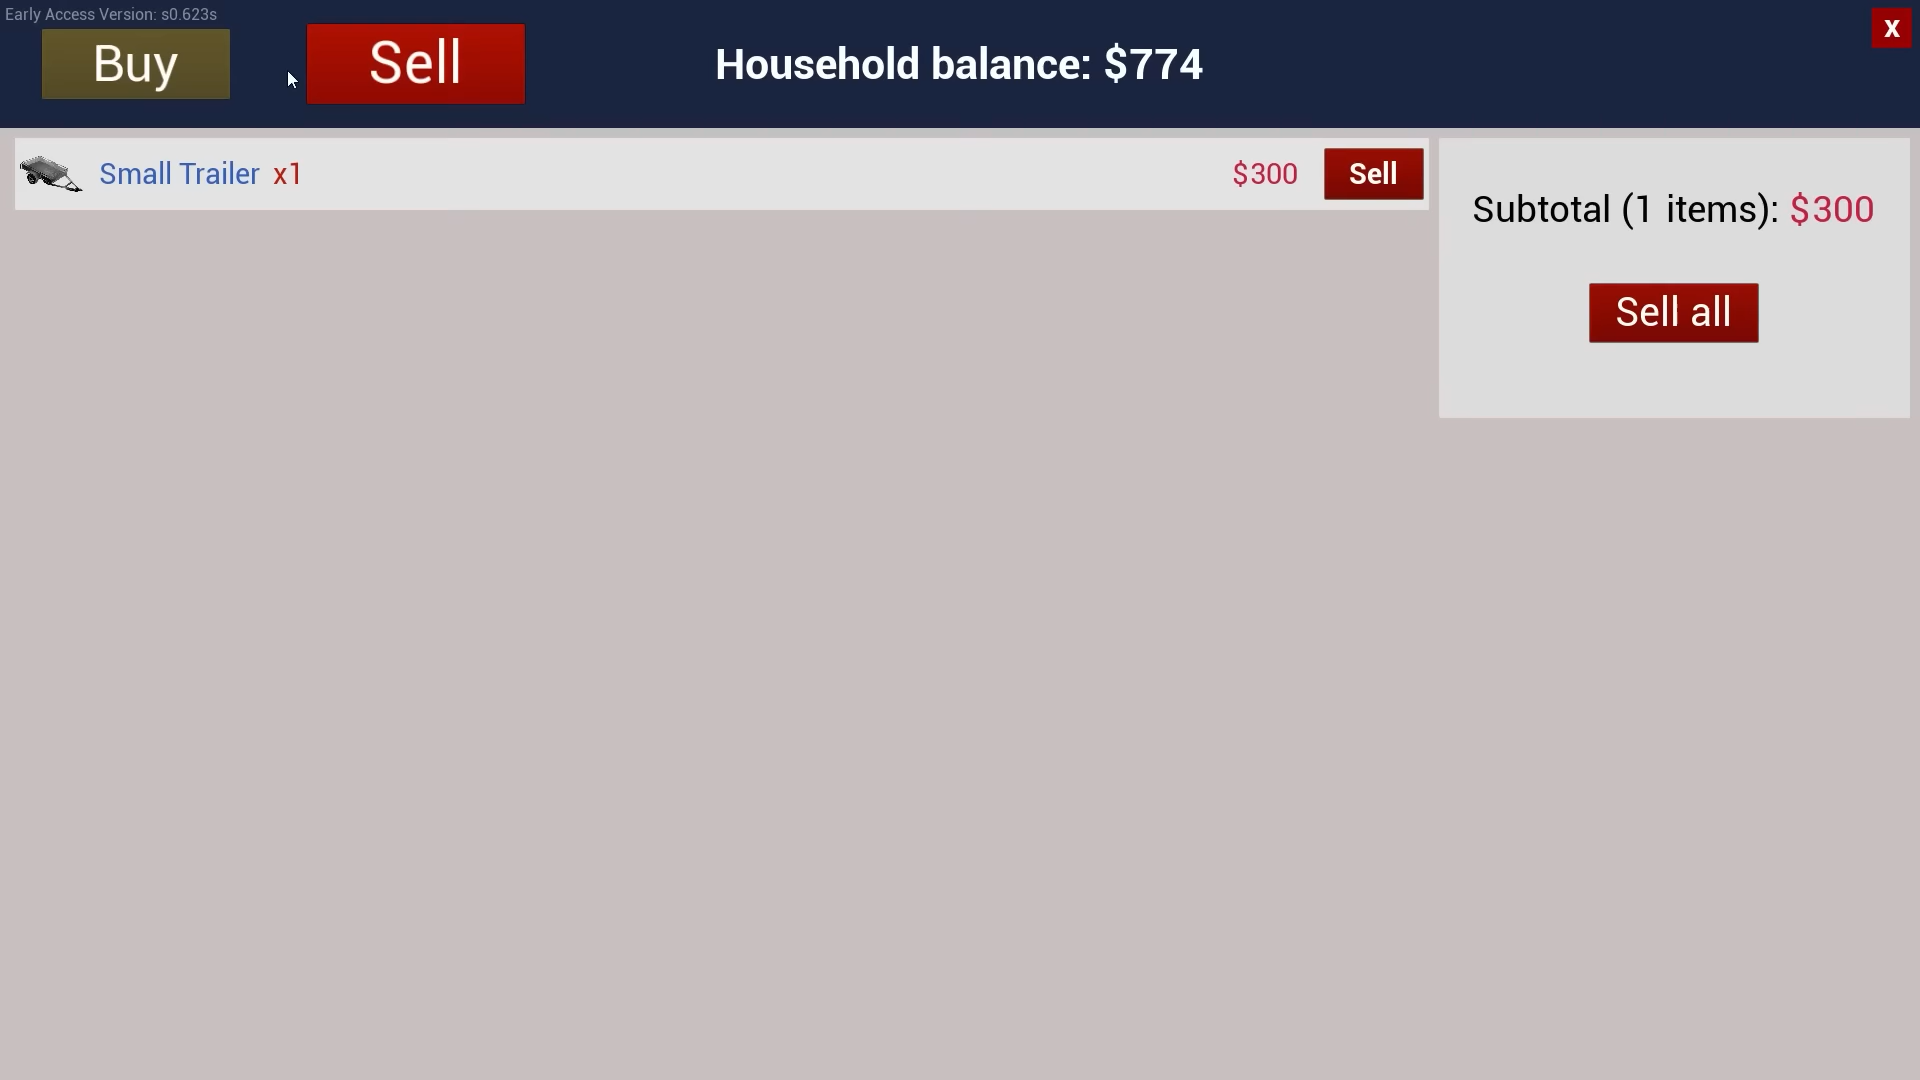 Early Access Version: s0.623s
Buy
Sell
Household balance: $774
X
Small Trailer x1
$300
Sell
Subtotal (1 items): $300
Sell all